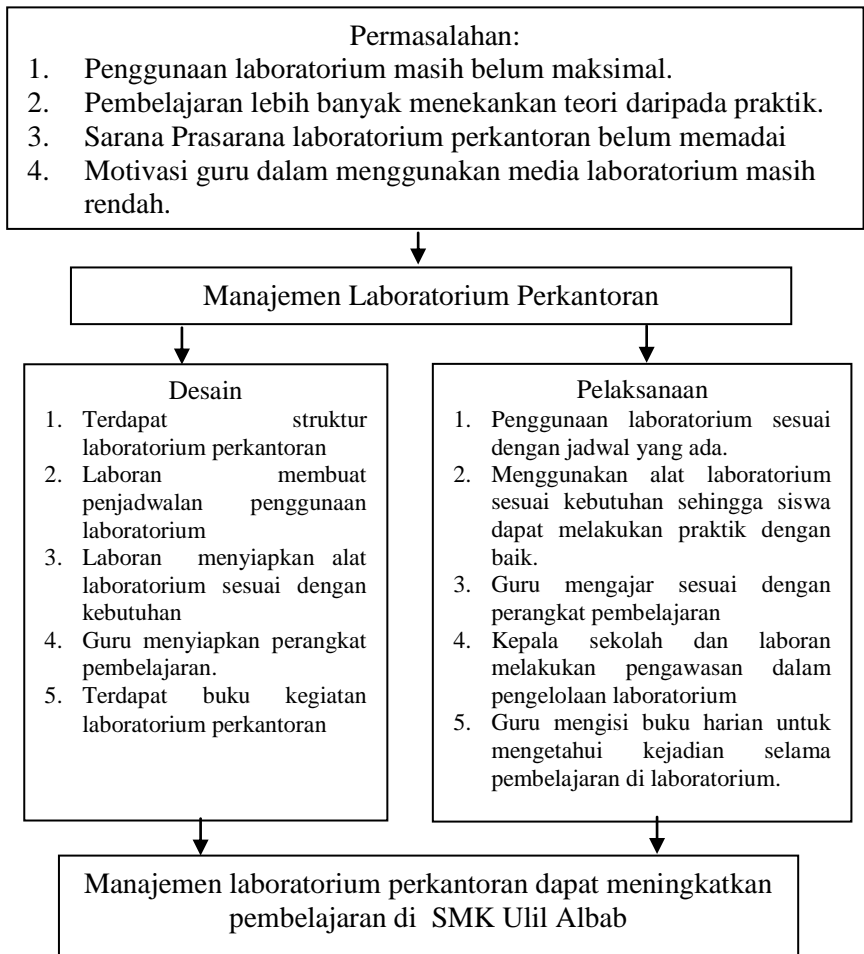 Permasalahan:
1. Penggunaan laboratorium masih belum maksimal.
2. Pembelajaran lebih banyak menekankan teori daripada praktik.
3. Sarana Prasarana laboratorium perkantoran belum memadai
4. Motivasi guru dalam menggunakan media laboratorium masih
rendah.
Manajemen Laboratorium Perkantoran
Desain
1. Terdapat struktur
laboratorium perkantoran
2. Laboran membuat
penjadwalan penggunaan
laboratorium
3. Laboran menyiapkan alat
laboratorium sesuai dengan
kebutuhan
4. Guru menyiapkan perangkat
pembelajaran.
5. Terdapat buku kegiatan
laboratorium perkantoran
Pelaksanaan
1. Penggunaan laboratorium sesuai
dengan jadwal yang ada.
2. Menggunakan alat laboratorium
sesuai kebutuhan sehingga siswa
dapat melakukan praktik dengan
baik.
3. Guru mengajar sesuai dengan
perangkat pembelajaran
4. Kepala sekolah dan laboran
melakukan pengawasan dalam
pengelolaan laboratorium
5. Guru mengisi buku harian untuk
mengetahui kejadian selama
pembelajaran di laboratorium.
Manajemen laboratorium perkantoran dapat meningkatkan
pembelajaran di SMK Ulil Albab